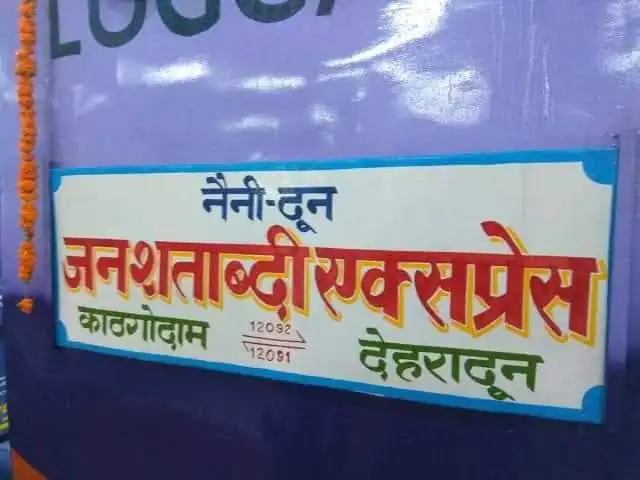 नैनी-दून
जनशताब्दी एक्सप्रेस
काठगोदाम 12092 देहरादून
12091